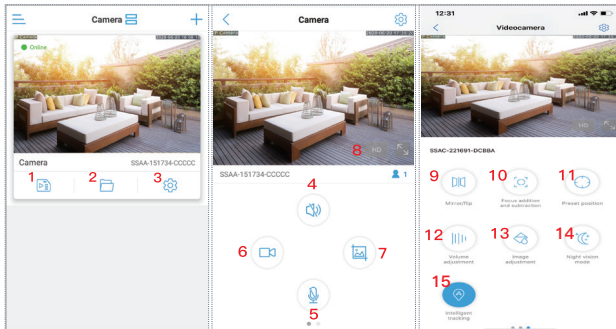 Camera
Online
Camera
SSAA-151734-CCCCC
1
2
3
Camera
8
HD
SSAA-151734-CCCCC
1
4
6
7
5
12:31
Videocamera
SSAC-221691-DCBBA
9
10
11
Mirror/flip
Focus addition
and subtraction
Preset position
12
13
14
Volume
adjustment
Image
adjustment
Night vision
mode
15
Intelligent
tracking